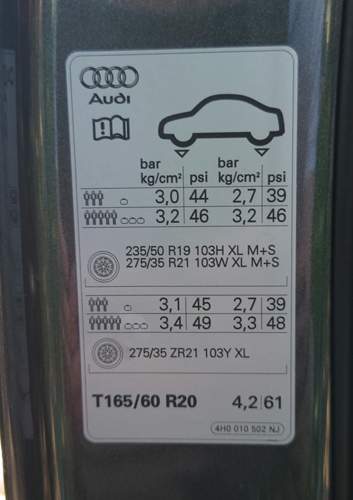 Audi
bar bar
kg/cm² psi kg/cm² psi
3,0 44 2,7 39
3,2 46 3,2 46
235/50 R19 103H XL M+S
275/35 R21 103W XL M+S
3,1 45 2,7 39
3,4 49 3,3 48
275/35 ZR21 103Y XL
T165/60 R20 4,2 61
4H0 010 502 NJ